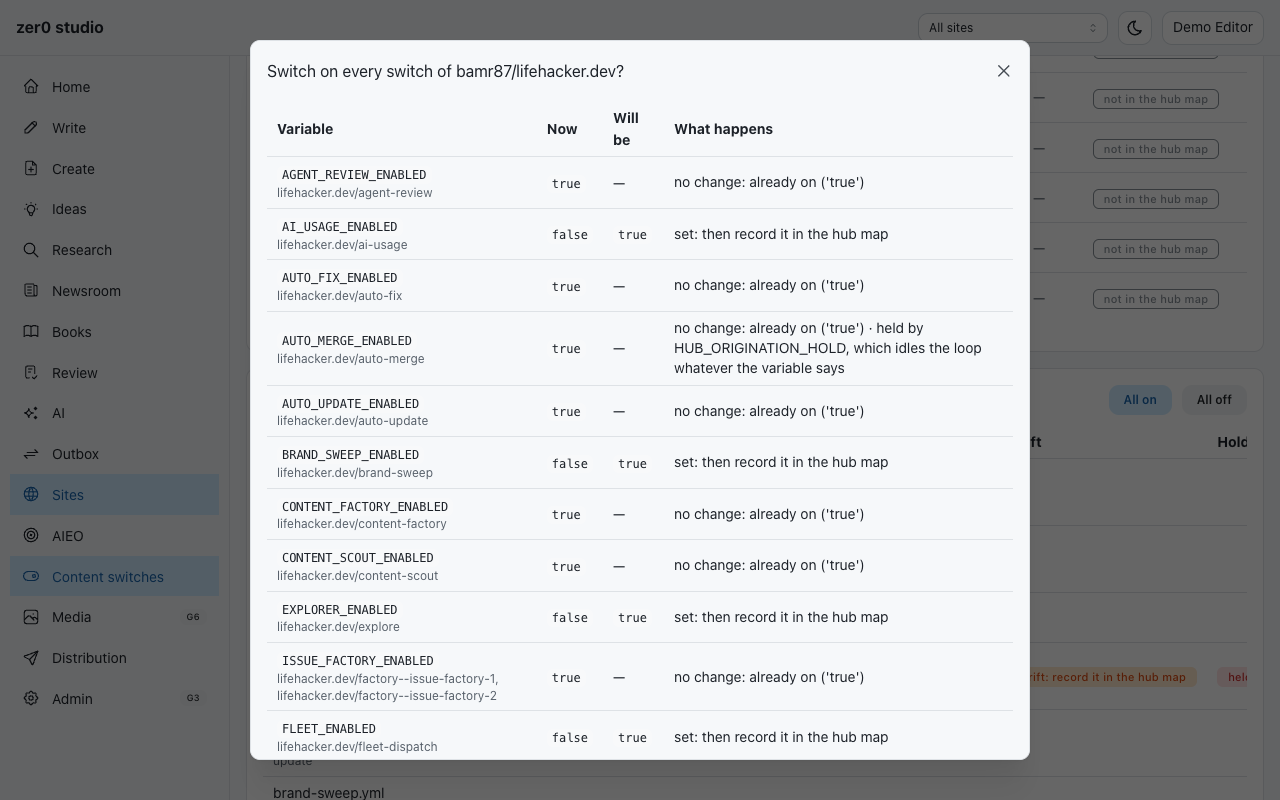 zer0 studio
All sites
Demo Editor
Home
Write
Create
Ideas
Research
Newsroom
Books
Review
AI
Outbox
Sites
AIEO
Content switches
Media G6
Distribution
Admin G3
Switch on every switch of bamr87/lifehacker.dev?
Variable Now Will be What happens
AGENT_REVIEW_ENABLED
lifehacker.dev/agent-review
true — no change: already on ('true')
AI_USAGE_ENABLED
lifehacker.dev/ai-usage
false true set: then record it in the hub map
AUTO_FIX_ENABLED
lifehacker.dev/auto-fix
true — no change: already on ('true')
AUTO_MERGE_ENABLED
lifehacker.dev/auto-merge
true — no change: already on ('true') · held by
HUB_ORIGINATION_HOLD, which idles the loop
whatever the variable says
AUTO_UPDATE_ENABLED
lifehacker.dev/auto-update
true — no change: already on ('true')
BRAND_SWEEP_ENABLED
lifehacker.dev/brand-sweep
false true set: then record it in the hub map
CONTENT_FACTORY_ENABLED
lifehacker.dev/content-factory
true — no change: already on ('true')
CONTENT_SCOUT_ENABLED
lifehacker.dev/content-scout
true — no change: already on ('true')
EXPLORER_ENABLED
lifehacker.dev/explore
false true set: then record it in the hub map
ISSUE_FACTORY_ENABLED
lifehacker.dev/factory--issue-factory-1,
lifehacker.dev/factory--issue-factory-2
true — no change: already on ('true')
FLEET_ENABLED
lifehacker.dev/fleet-dispatch
false true set: then record it in the hub map
— not in the hub map
— not in the hub map
— not in the hub map
— not in the hub map
— not in the hub map
All on All off
ft Hold
rift: record it in the hub map held
update
brand-sweep.yml